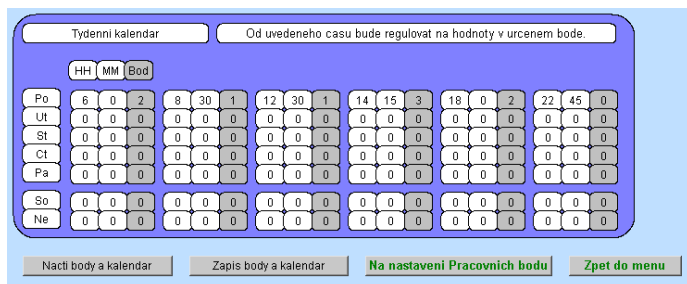 Tydenni kalendar Od uvedeneho casu bude regulovat na hodnoty v urcenem bode.
HH MM Bod
Po 6 0 2 8 30 1 12 30 1 14 15 3 18 0 2 22 45 0
Ut 0 0 0 0 0 0 0 0 0 0 0 0 0 0 0 0 0 0
St 0 0 0 0 0 0 0 0 0 0 0 0 0 0 0 0 0 0
Ct 0 0 0 0 0 0 0 0 0 0 0 0 0 0 0 0 0 0
Pa 0 0 0 0 0 0 0 0 0 0 0 0 0 0 0 0 0 0
So 0 0 0 0 0 0 0 0 0 0 0 0 0 0 0 0 0 0
Ne 0 0 0 0 0 0 0 0 0 0 0 0 0 0 0 0 0 0
Nacti body a kalendar Zapis body a kalendar Na nastaveni Pracovnich bodu Zpet do menu